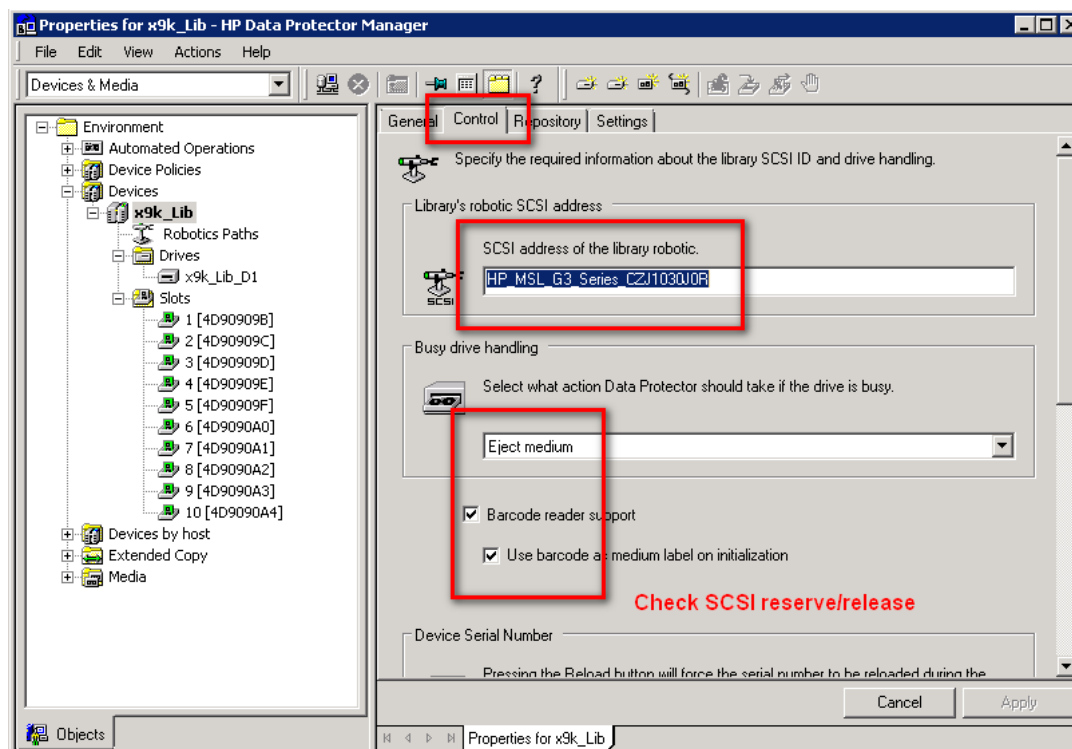 Properties for x9k_Lib - HP Data Protector Manager
File Edit View Actions Help
Devices & Media
Environment
Automated Operations
Device Policies
Devices
x9k_Lib
Robotics Paths
Drives
x9k_Lib_D1
Slots
1 [4D90909B]
2 [4D90909C]
3 [4D90909D]
4 [4D90909E]
5 [4D90909F]
6 [4D9090A0]
7 [4D9090A1]
8 [4D9090A2]
9 [4D9090A3]
10 [4D9090A4]
Devices by host
Extended Copy
Media
Objects
General Control Repository Settings
Specify the required information about the library SCSI ID and drive handling.
Library's robotic SCSI address
SCSI address of the library robotic.
SCSI
HP_MSL_G3_Series_CZJ1030J0R
Busy drive handling
Select what action Data Protector should take if the drive is busy.
Eject medium
Barcode reader support
Use barcode as medium label on initialization
Check SCSI reserve/release
Device Serial Number
Pressing the Reload button will force the serial number to be reloaded during the
Cancel Apply
Properties for x9k_Lib